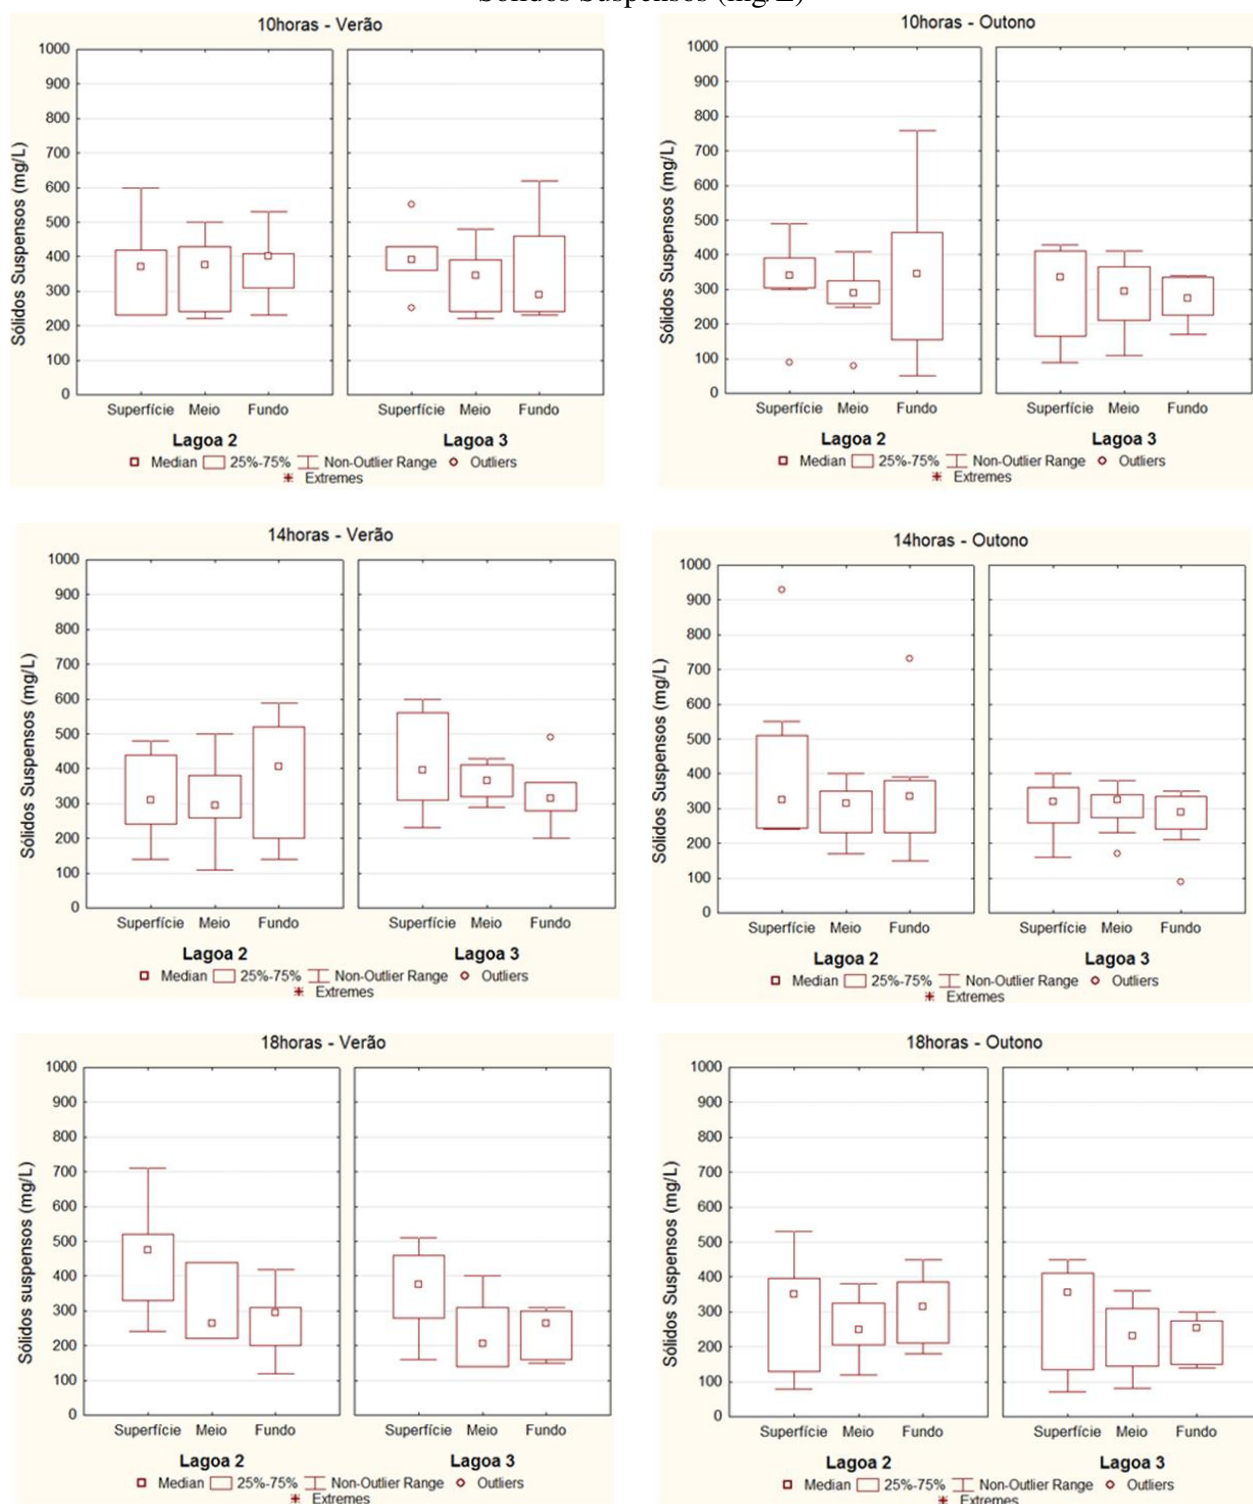 Sólidos Suspensos (mg/L)
10horas - Verão
Sólidos Suspensos (mg/L)
1000
900
800
700
600
500
400
300
200
100
0
Superfície Meio Fundo
Superfície Meio Fundo
Lagoa 2
Lagoa 3
Median 25%-75% Non-Outlier Range Outliers
Extremes
10horas - Outono
Sólidos Suspensos (mg/L)
1000
900
800
700
600
500
400
300
200
100
0
Superfície Meio Fundo
Superfície Meio Fundo
Lagoa 2
Lagoa 3
Median 25%-75% Non-Outlier Range Outliers
Extremes
14horas - Verão
Sólidos Suspensos (mg/L)
1000
900
800
700
600
500
400
300
200
100
0
Superfície Meio Fundo
Superfície Meio Fundo
Lagoa 2
Lagoa 3
Median 25%-75% Non-Outlier Range Outliers
Extremes
14horas - Outono
Sólidos Suspensos (mg/L)
1000
900
800
700
600
500
400
300
200
100
0
Superfície Meio Fundo
Superfície Meio Fundo
Lagoa 2
Lagoa 3
Median 25%-75% Non-Outlier Range Outliers
Extremes
18horas - Verão
Sólidos suspensos (mg/L)
1000
900
800
700
600
500
400
300
200
100
0
Superfície Meio Fundo
Superfície Meio Fundo
Lagoa 2
Lagoa 3
Median 25%-75% Non-Outlier Range Outliers
Extremes
18horas - Outono
Sólidos Suspensos (mg/L)
1000
900
800
700
600
500
400
300
200
100
0
Superfície Meio Fundo
Superfície Meio Fundo
Lagoa 2
Lagoa 3
Median 25%-75% Non-Outlier Range Outliers
Extremes